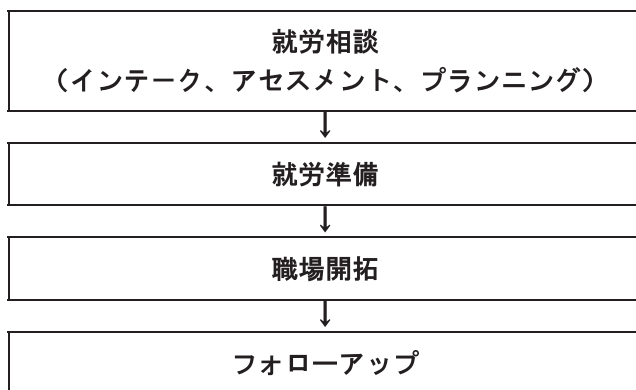 就労相談
（インテーク、アセスメント、プランニング）
就労準備
職場開拓
フォローアップ